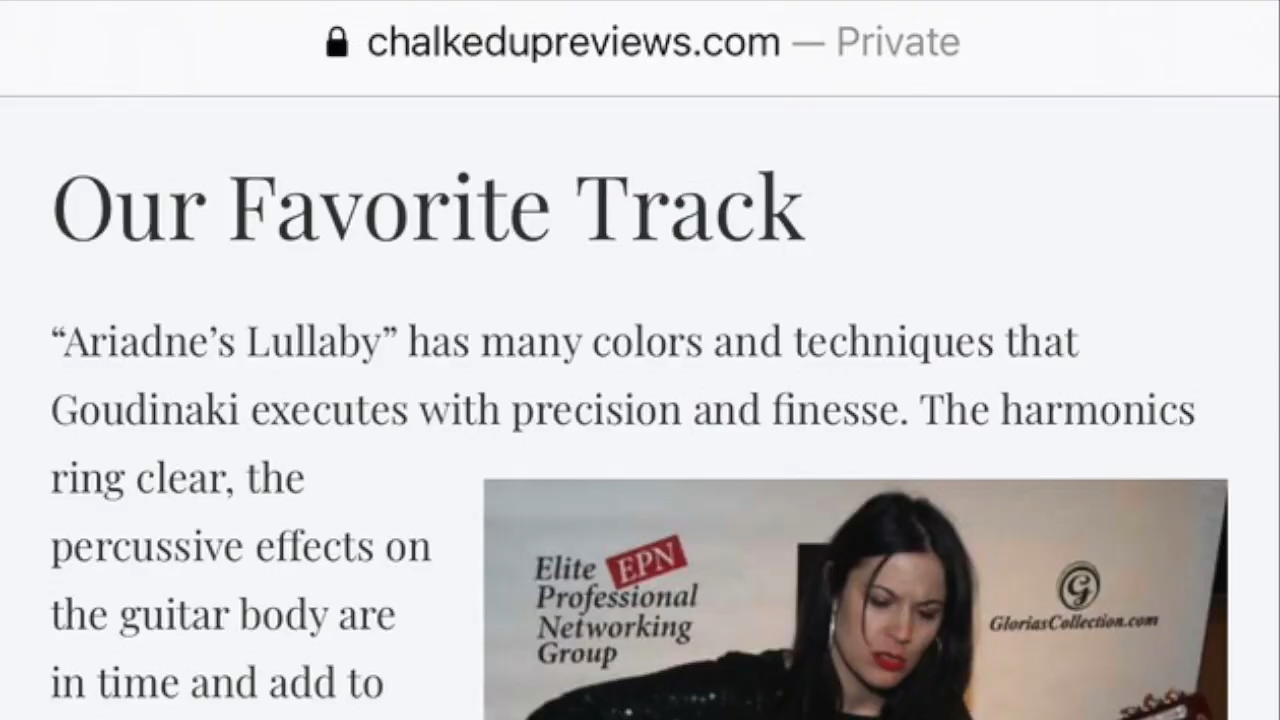 chalkedupreviews.com — Private
Our Favorite Track
“Ariadne’s Lullaby” has many colors and techniques that
Goudinaki executes with precision and finesse. The harmonics
ring clear, the
percussive effects on
the guitar body are
in time and add to
Elite EPN
Professional
Networking
Group
G
GloriasCollection.com